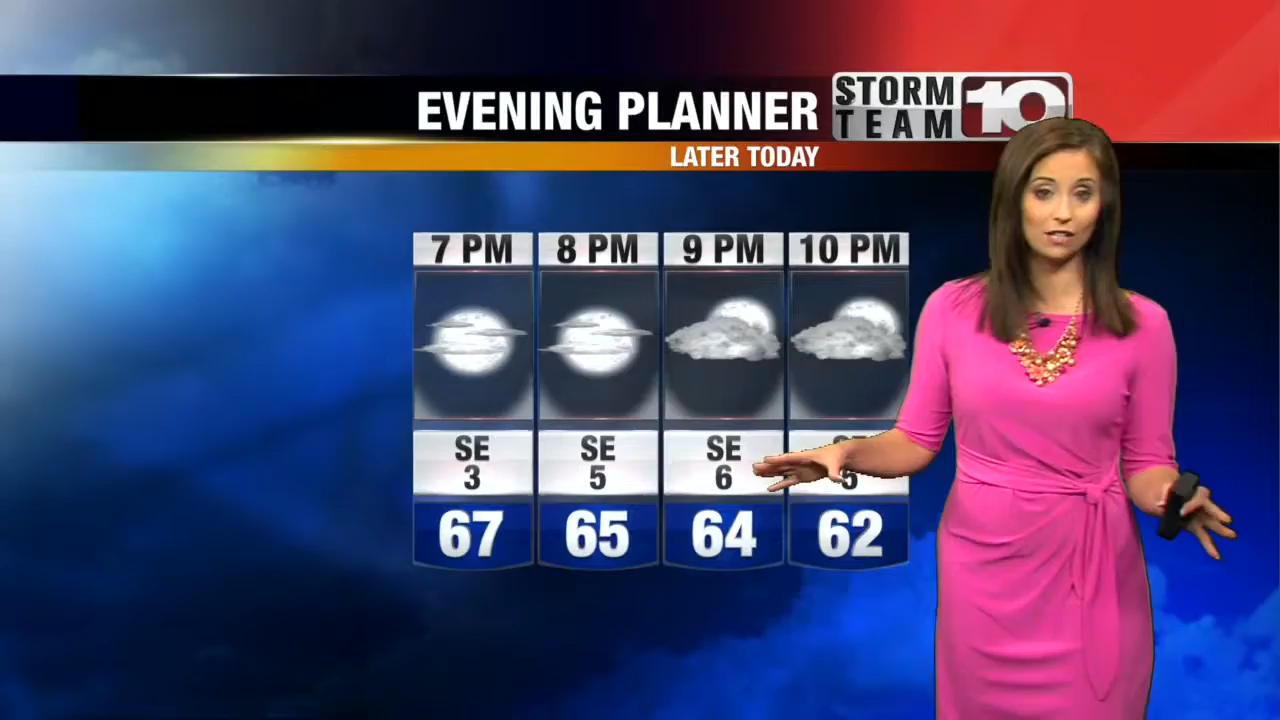 EVENING PLANNER
STORM
TEAM
10
LATER TODAY
7 PM 8 PM 9 PM 10 PM
SE SE SE
3 5 6 5
67 65 64 62